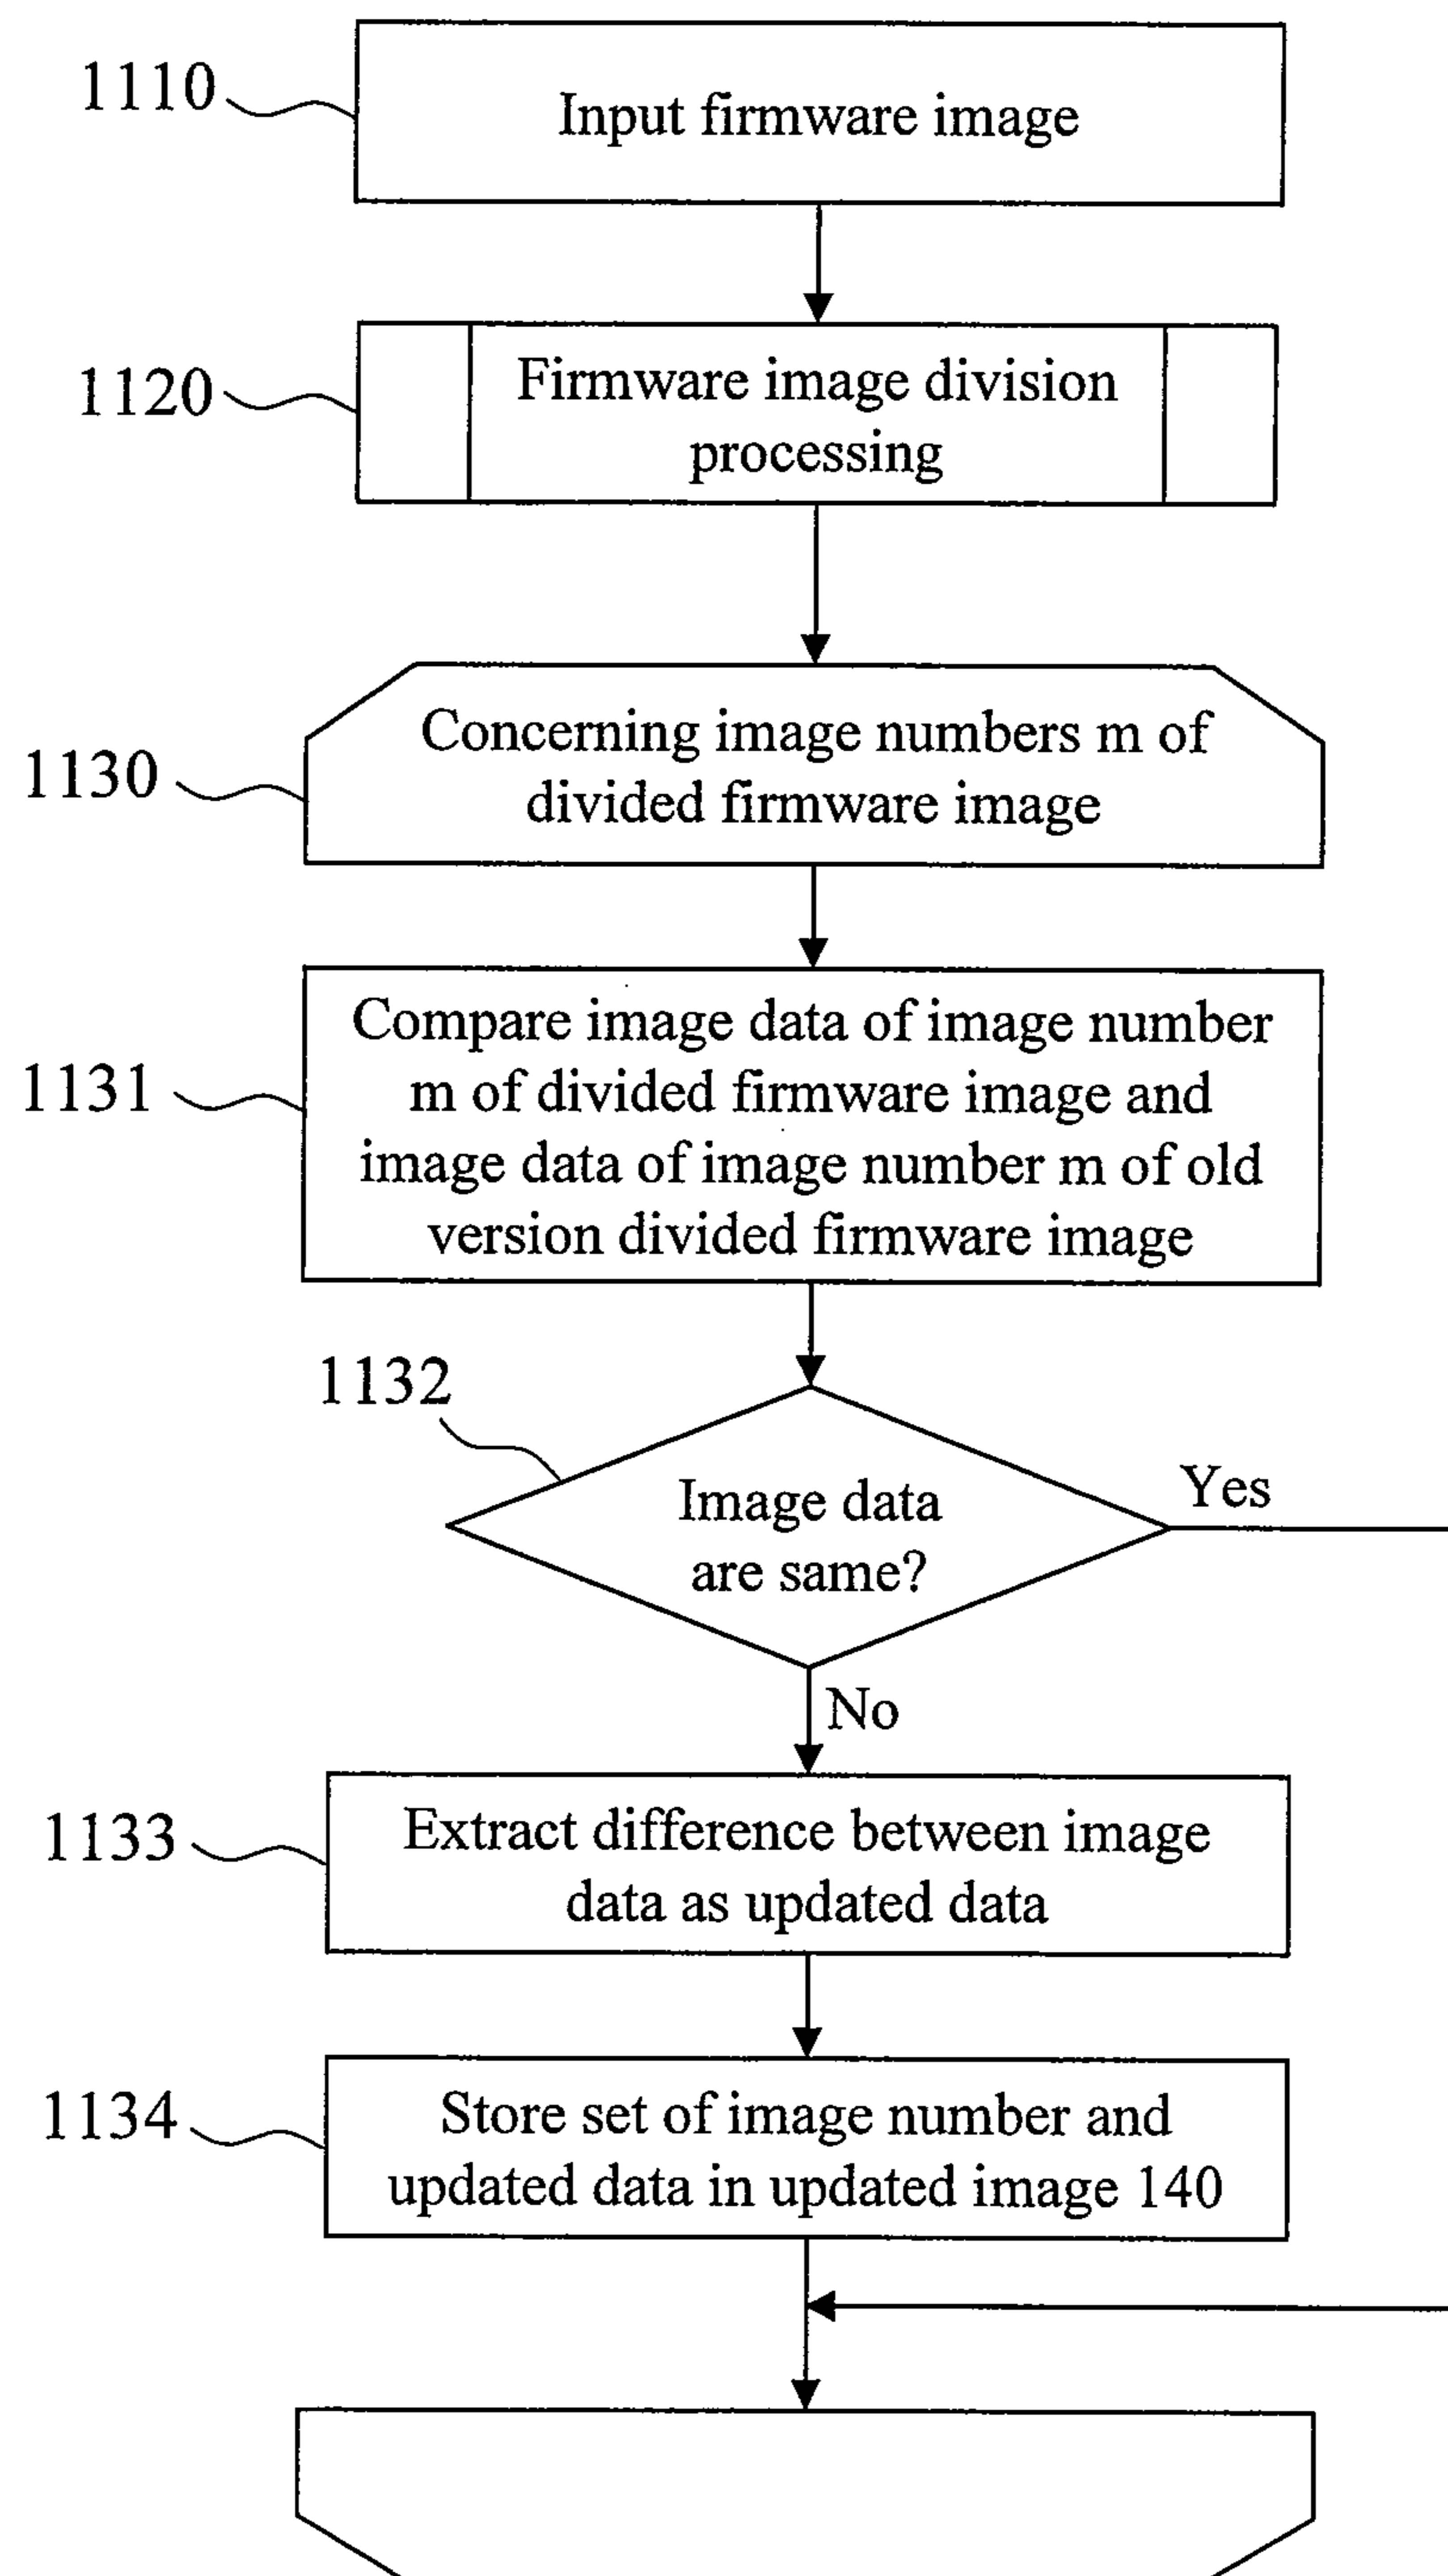 1110
Input firmware image
1120
Firmware image division
processing
1130
Concerning image numbers m of
divided firmware image
1131
Compare image data of image number
m of divided firmware image and
image data of image number m of old
version divided firmware image
1132
Image data
are same?
Yes
No
1133
Extract difference between image
data as updated data
1134
Store set of image number and
updated data in updated image 140